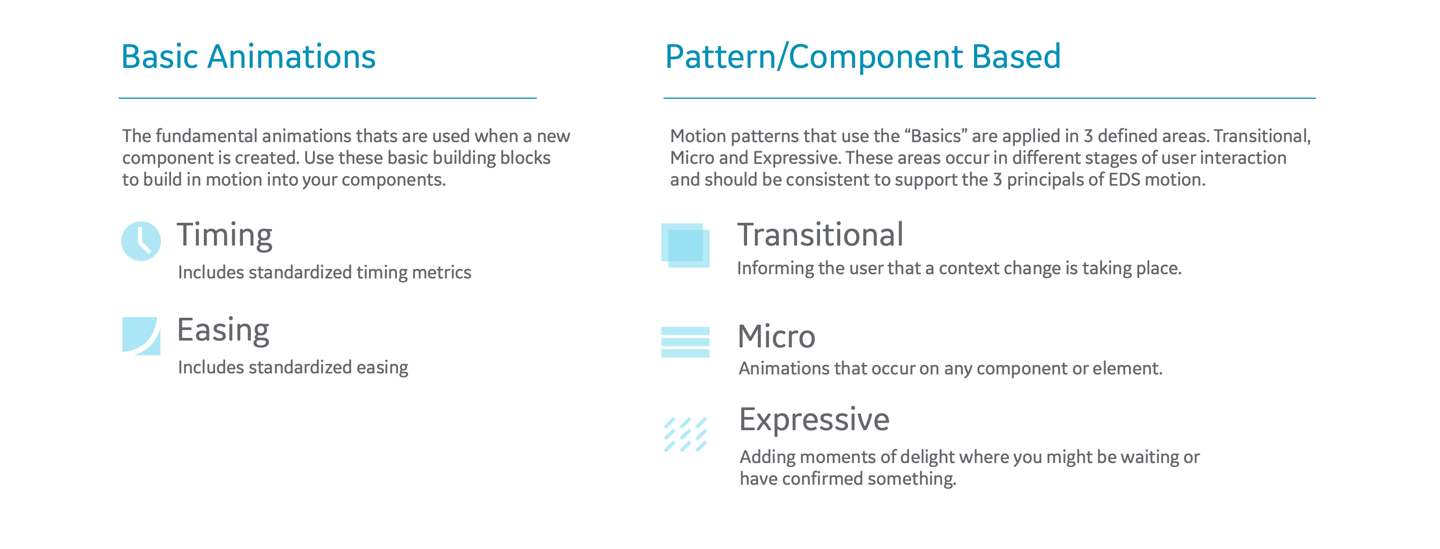 Basic Animations
The fundamental animations thats are used when a new
component is created. Use these basic building blocks
to build in motion into your components.
Timing
Includes standardized timing metrics
Easing
Includes standardized easing
Pattern/Component Based
Motion patterns that use the “Basics” are applied in 3 defined areas. Transitional,
Micro and Expressive. These areas occur in different stages of user interaction
and should be consistent to support the 3 principals of EDS motion.
Transitional
Informing the user that a context change is taking place.
Micro
Animations that occur on any component or element.
Expressive
Adding moments of delight where you might be waiting or
have confirmed something.